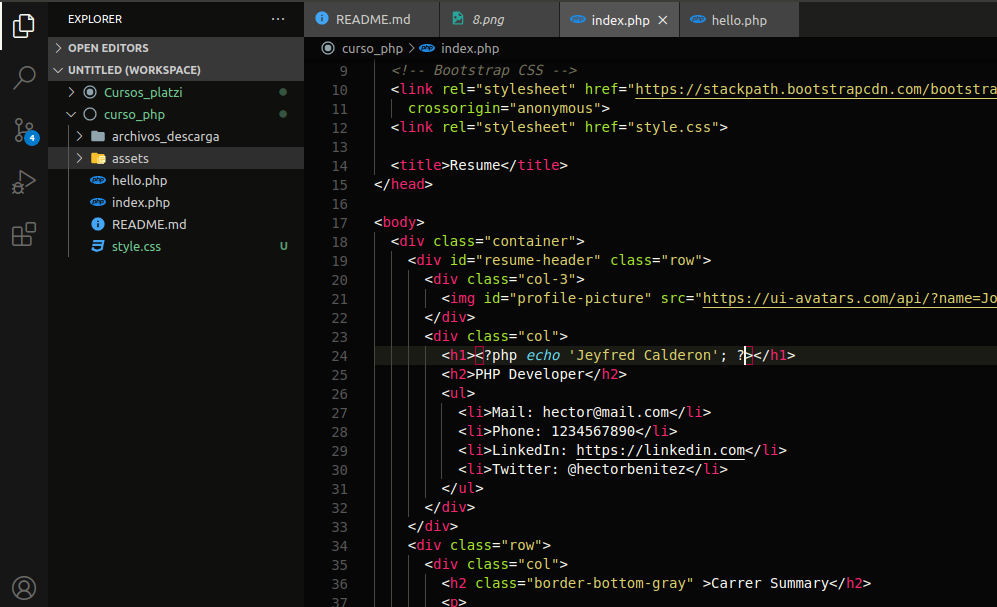 EXPLORER ...
OPEN EDITORS
UNTITLED (WORKSPACE)
Cursos_platzi
curso_php
archivos_descarga
assets
hello.php
index.php
README.md
style.css U
4
README.md 8.png index.php hello.php
curso_php > index.php
9 <!-- Bootstrap CSS -->
10 <link rel="stylesheet" href="https://stackpath.bootstrapcdn.com/bootstra
11 crossorigin="anonymous">
12 <link rel="stylesheet" href="style.css">
13
14 <title>Resume</title>
15 </head>
16
17 <body>
18 <div class="container">
19 <div id="resume-header" class="row">
20 <div class="col-3">
21 <img id="profile-picture" src="https://ui-avatars.com/api/?name=Jo
22 </div>
23 <div class="col">
24 <h1><?php echo 'Jeyfred Calderon'; ?></h1>
25 <h2>PHP Developer</h2>
26 <ul>
27 <li>Mail: hector@mail.com</li>
28 <li>Phone: 1234567890</li>
29 <li>LinkedIn: https://linkedin.com</li>
30 <li>Twitter: @hectorbenitez</li>
31 </ul>
32 </div>
33 </div>
34 <div class="row">
35 <div class="col">
36 <h2 class="border-bottom-gray" >Carrer Summary</h2>
37 <p>